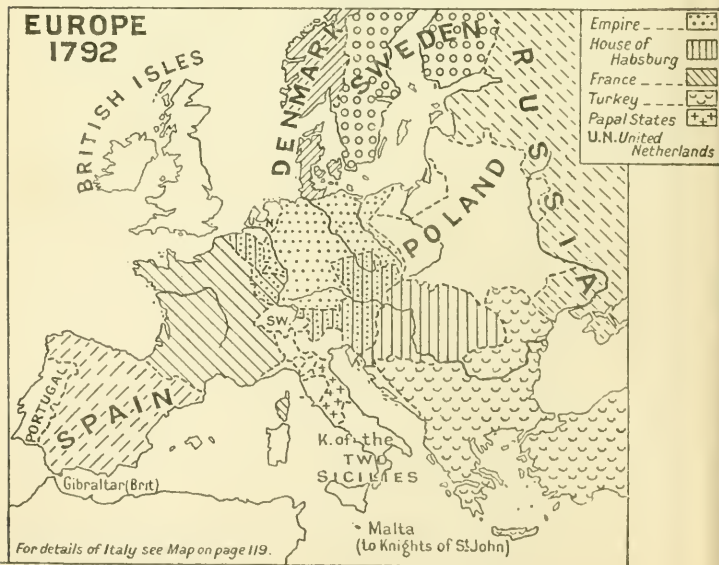 EUROPE
1792
BRITISH ISLES
DENMARK
SWEDEN
RUSSIA
POLAND
U.N.
SW.
PORTUGAL
SPAIN
Gibraltar (Brit)
K. of the
TWO
SICILIES
Malta
(to Knights of St John)
For details of Italy see Map on page 119.
Empire
House of
Habsburg
France
Turkey
Papal States
U.N. United
Netherlands